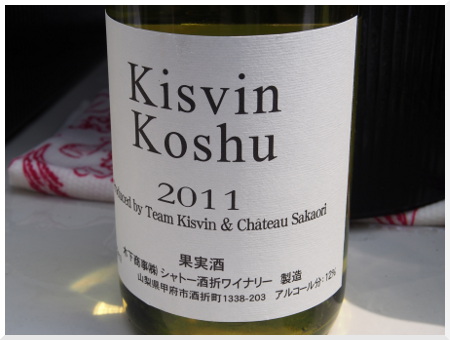 Kisvin
Koshu
2011
Produced by Team Kisvin & Château Sakaori
果実酒
木下商事㈱ シャトー酒折ワイナリー 製造
山梨県甲府市酒折町1338-203 アルコール分:12%